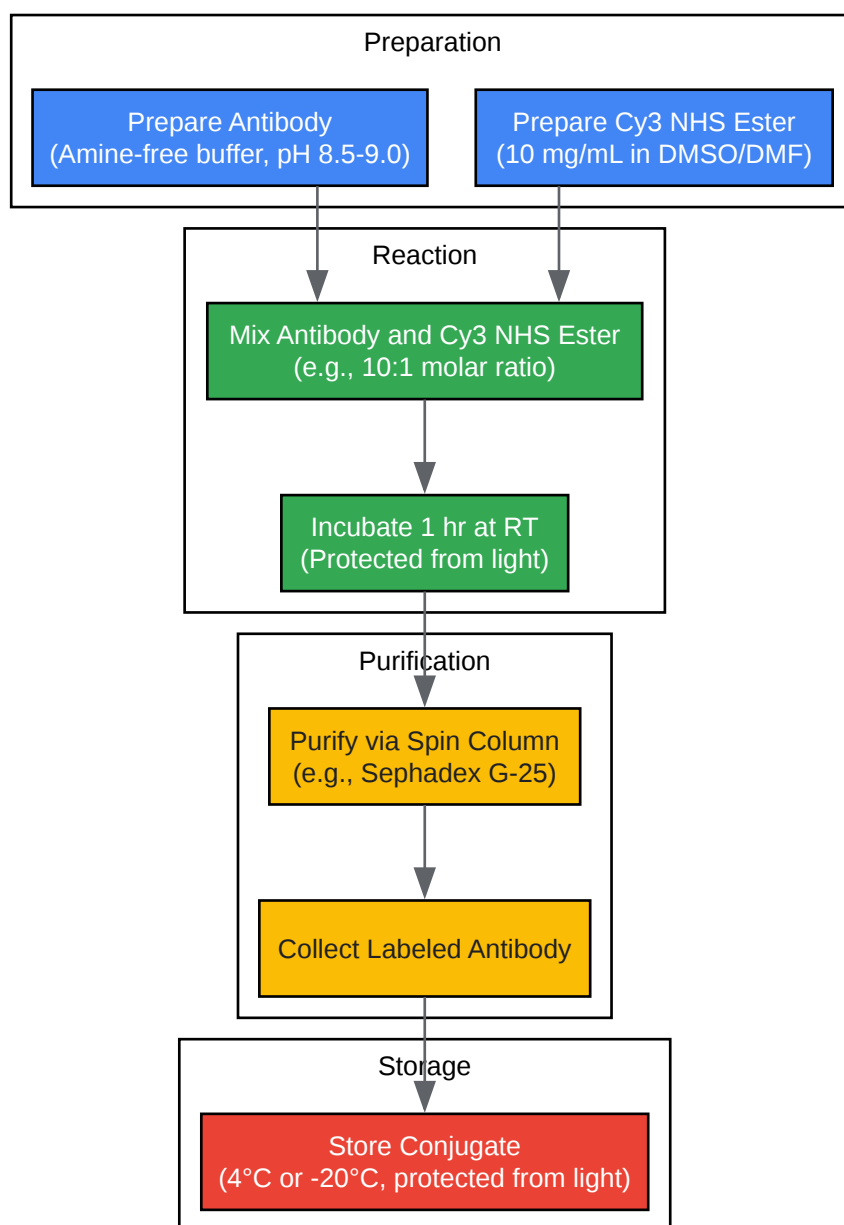 Preparation
Prepare Antibody
(Amine-free buffer, pH 8.5-9.0)
Prepare Cy3 NHS Ester
(10 mg/mL in DMSO/DMF)
Reaction
Mix Antibody and Cy3 NHS Ester
(e.g., 10:1 molar ratio)
Incubate 1 hr at RT
(Protected from light)
Purification
Purify via Spin Column
(e.g., Sephadex G-25)
Collect Labeled Antibody
Storage
Store Conjugate
(4°C or -20°C, protected from light)